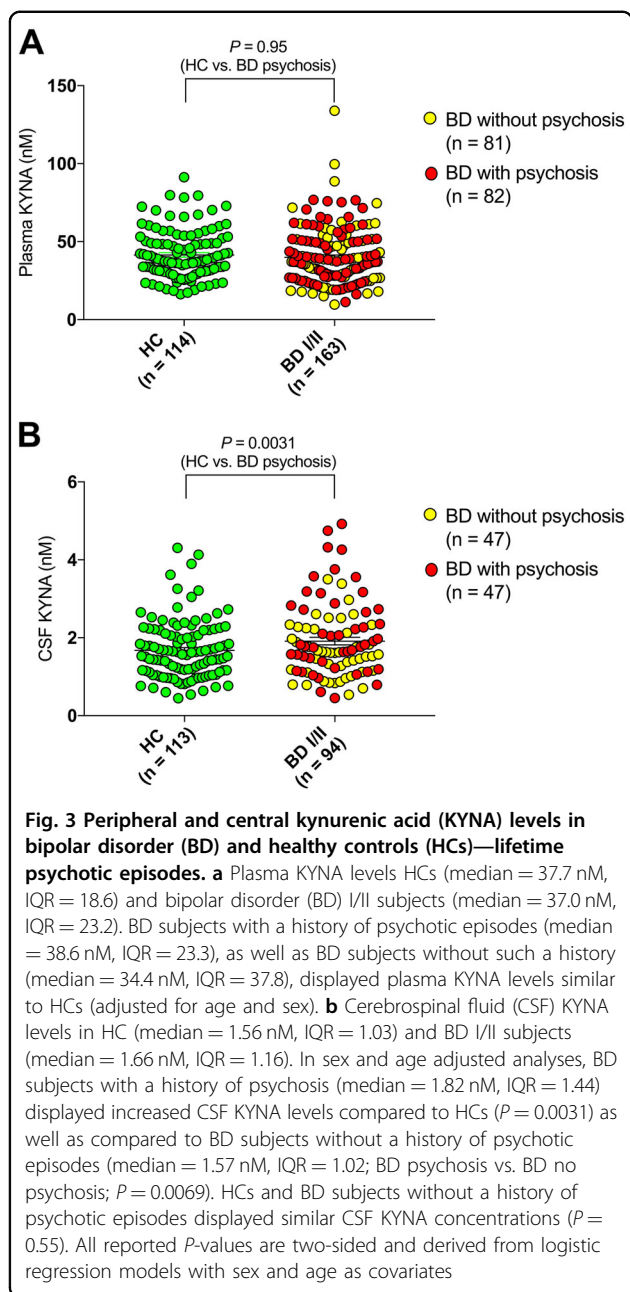 A
P = 0.95
(HC vs. BD psychosis)
150
100
50
0
Plasma KYNA (nM)
BD without psychosis
(n = 81)
BD with psychosis
(n = 82)
HC
(n = 114)
BD I/II
(n = 163)
B
P = 0.0031
(HC vs. BD psychosis)
6
4
2
0
CSF KYNA (nM)
BD without psychosis
(n = 47)
BD with psychosis
(n = 47)
HC
(n = 113)
BD I/II
(n = 94)
Fig. 3 Peripheral and central kynurenic acid (KYNA) levels in
bipolar disorder (BD) and healthy controls (HCs)—lifetime
psychotic episodes. a Plasma KYNA levels HCs (median = 37.7 nM,
IQR = 18.6) and bipolar disorder (BD) I/II subjects (median = 37.0 nM,
IQR = 23.2). BD subjects with a history of psychotic episodes (median
= 38.6 nM, IQR = 23.3), as well as BD subjects without such a history
(median = 34.4 nM, IQR = 37.8), displayed plasma KYNA levels similar
to HCs (adjusted for age and sex). b Cerebrospinal fluid (CSF) KYNA
levels in HC (median = 1.56 nM, IQR = 1.03) and BD I/II subjects
(median = 1.66 nM, IQR = 1.16). In sex and age adjusted analyses, BD
subjects with a history of psychosis (median = 1.82 nM, IQR = 1.44)
displayed increased CSF KYNA levels compared to HCs (P = 0.0031) as
well as compared to BD subjects without a history of psychotic
episodes (median = 1.57 nM, IQR = 1.02; BD psychosis vs. BD no
psychosis; P = 0.0069). HCs and BD subjects without a history of
psychotic episodes displayed similar CSF KYNA concentrations (P =
0.55). All reported P-values are two-sided and derived from logistic
regression models with sex and age as covariates